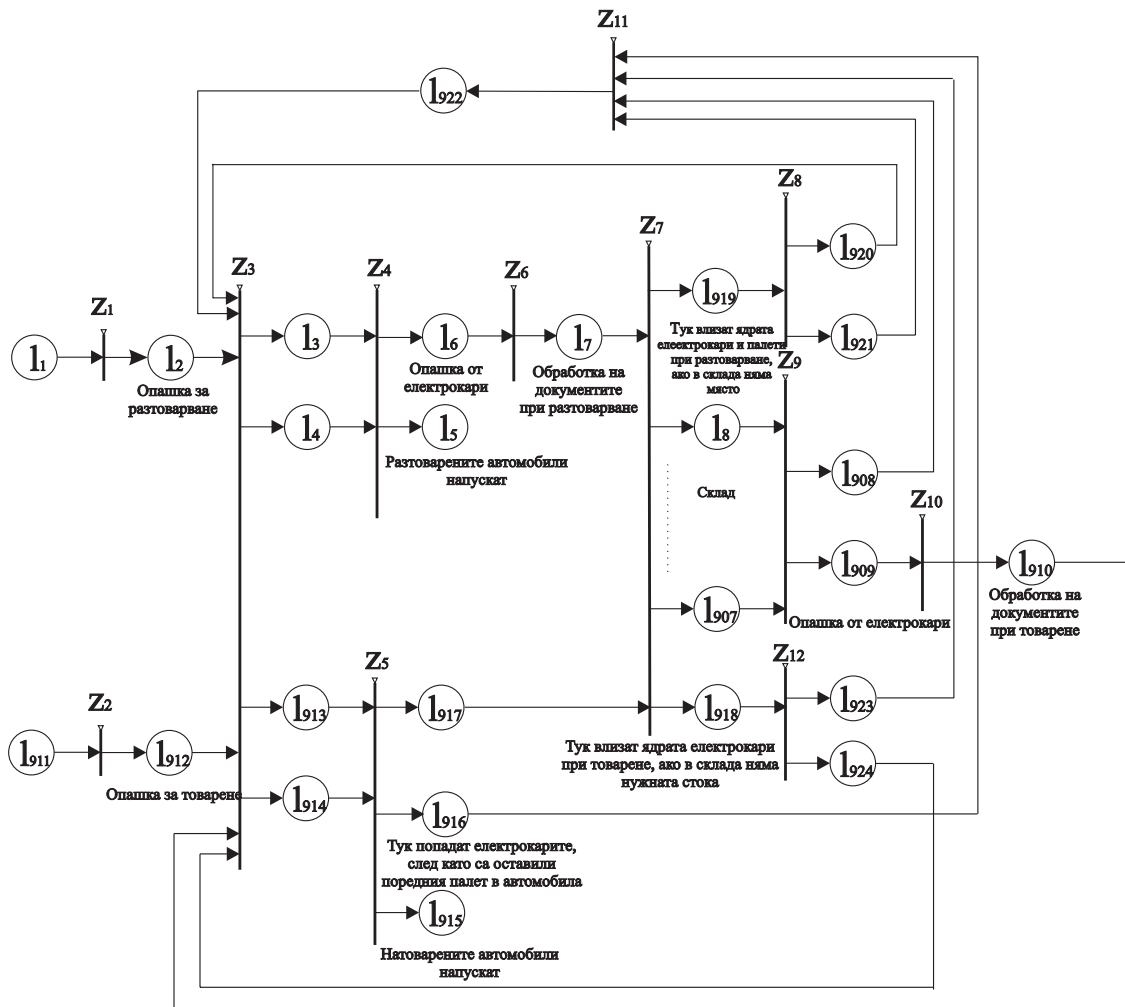 Z11
l922
Z8
l920
Z7
Z3
Z4
Z6
l919
Z1
l3
l6
l7
l921
l1
l2
Тук влизат ядрата
елеектрокари и палети
при разтоварване,
ако в склада няма
място
Z9
Опашка за
разтоварване
Опашка от
електрокари
Обработка на
документите
при разтоварване
l4
l5
l8
Разтоварените автомобили
напускат
l908
Склад
Z10
l909
l910
l907
Опашка от електрокари
Обработка на
документите
при товарене
Z5
Z12
l913
l917
l918
l923
Z2
l911
l912
Тук влизат ядрата електрокари
при товарене, ако в склада няма
нужната стока
l924
Опашка за товарене
l914
l916
Тук попадат електрокарите,
след като са оставили
поредния палет в автомобила
l915
Натоварените автомобили
напускат